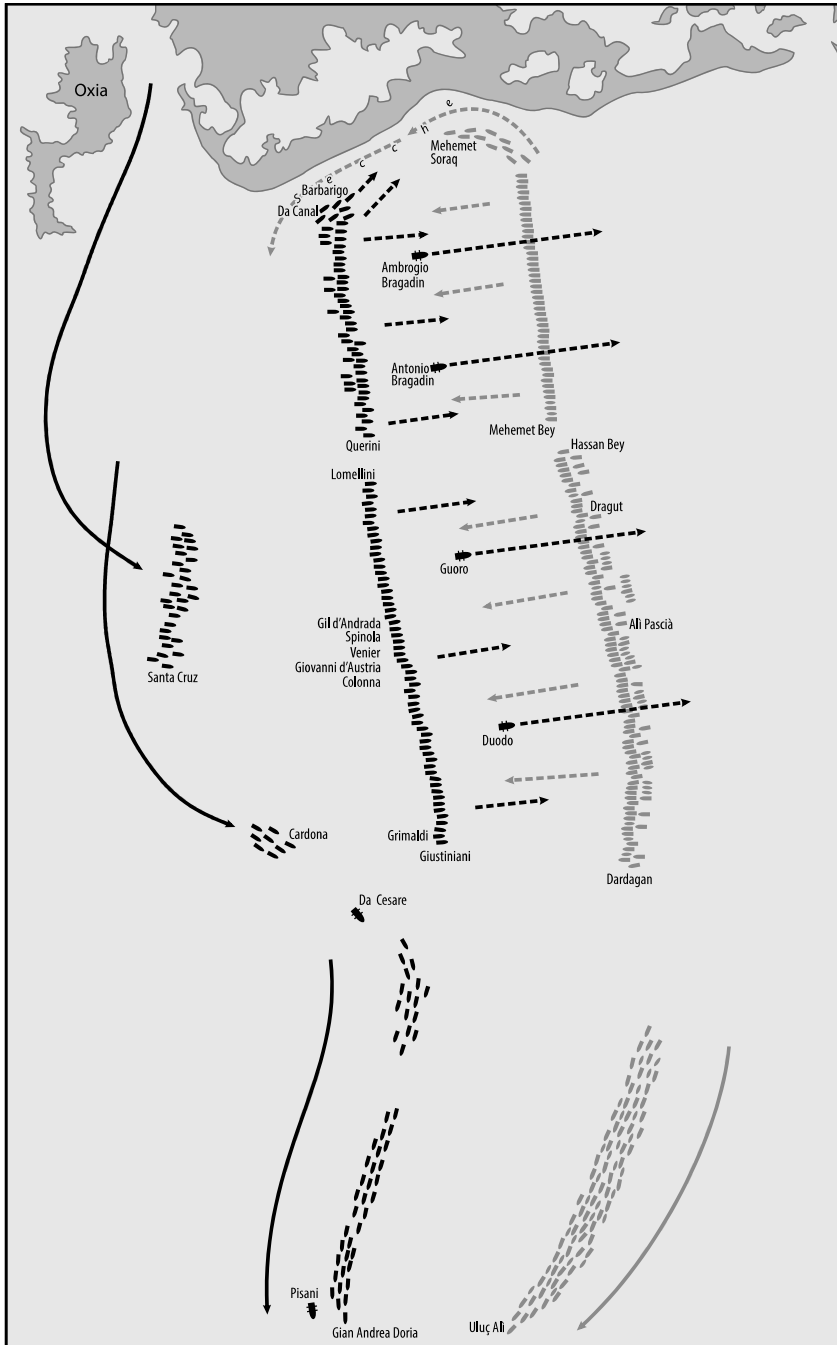 Oxia
Secche
Mehemet
Soraq
Barbarigo
Da Canal
Ambrogio
Bragadin
Antonio
Bragadin
Querini
Mehemet Bey
Hassan Bey
Lomellini
Dragut
Guoro
Gil d'Andrada
Spinola
Venier
Giovanni d'Austria
Colonna
Alì Pascià
Santa Cruz
Duodo
Cardona
Grimaldi
Giustiniani
Dardagan
Da Cesare
Pisani
Gian Andrea Doria
Uluç Alì